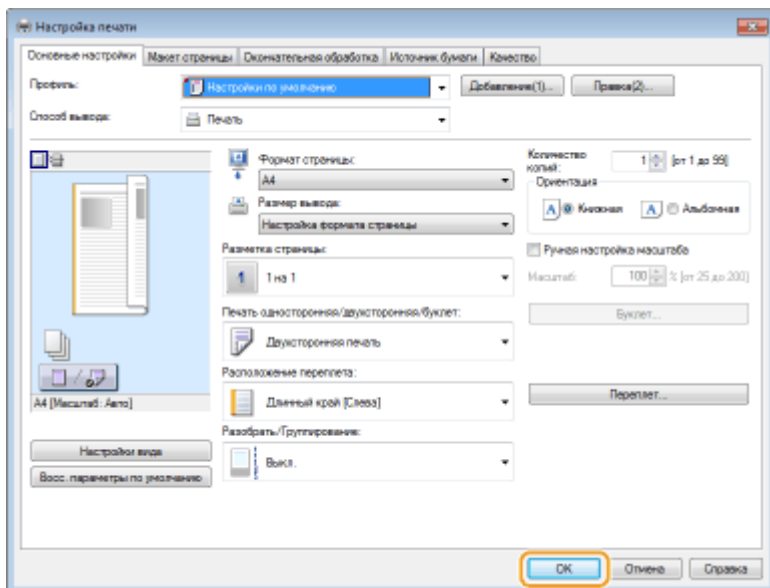 Настройка печати
Основные настройки Макет страницы Окончательная обработка Источник бумаги Качество
Профиль: Настройки по умолчанию Добавление(1)... Правка(2)...
Способ вывода: Печать
Формат страницы:
A4
Размер вывода:
Настройка формата страницы
Разметка страницы:
1 1 на 1
Печать односторонняя/двухсторонняя/буклет:
Двухсторонняя печать
Расположение переплета:
Длинный край [Слева]
Разобрать/Группирование:
Выкл.
Количество копий: 1 [от 1 до 99]
Ориентация
A Книжная A Альбомная
Ручная настройка масштаба
Масштаб: 100 % [от 25 до 200]
Буклет...
Переплет...
A4 [Масштаб: Авто]
Настройки вида
Восс. параметры по умолчанию
OK Отмена Справка